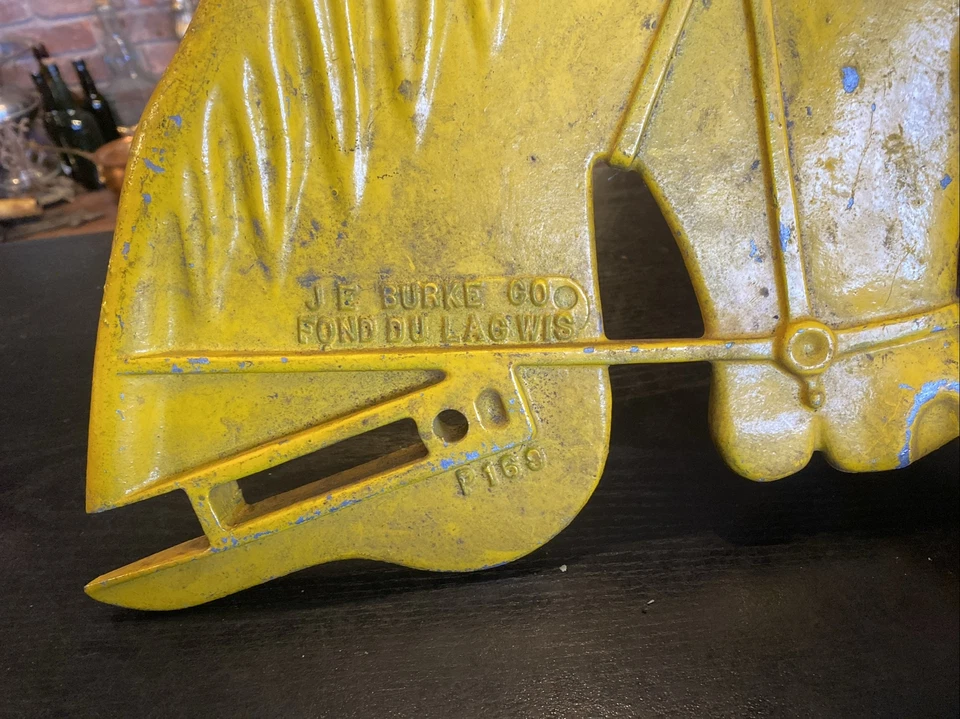 J E BURKE CO
FOND DU LAC WIS
P169